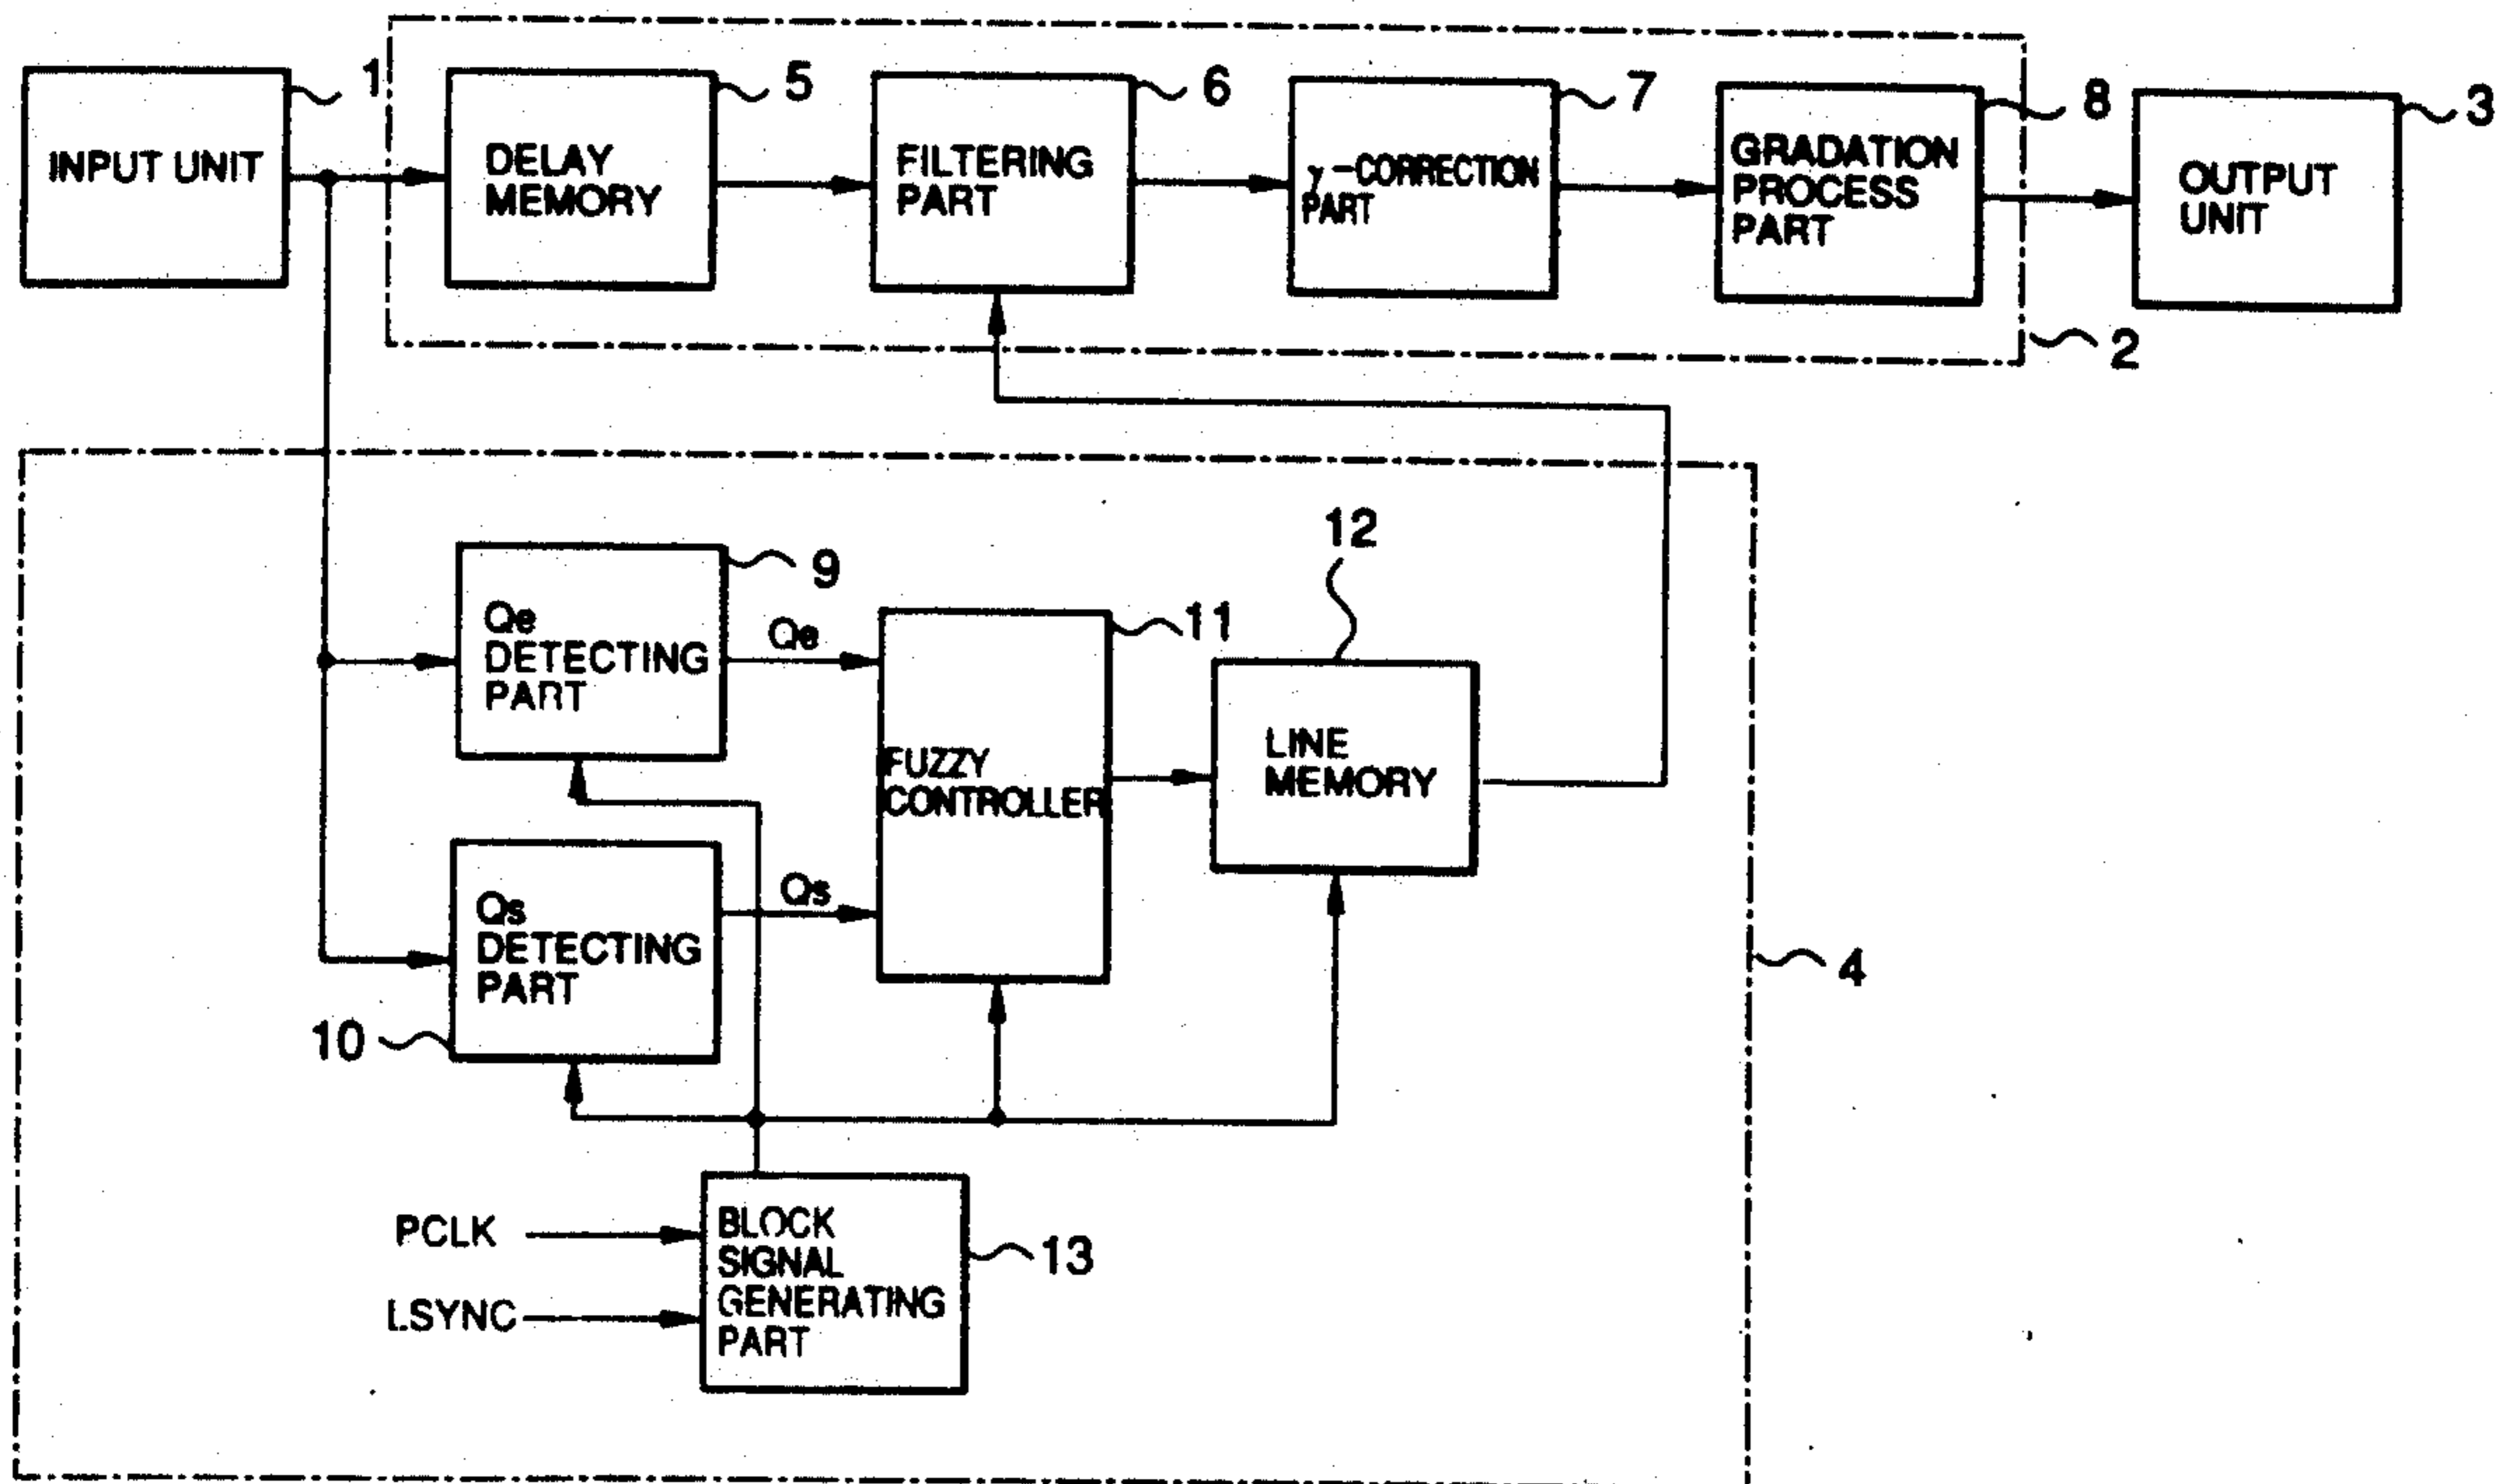 1
5
6
7
8
3
INPUT UNIT
DELAY
MEMORY
FILTERING
PART
γ-CORRECTION
PART
GRADATION
PROCESS
PART
OUTPUT
UNIT
2
12
9
Qe
DETECTING
PART
Qe
11
FUZZY
CONTROLLER
LINE
MEMORY
Qs
DETECTING
PART
Qs
4
10
PCLK
LSYNC
BLOCK
SIGNAL
GENERATING
PART
13